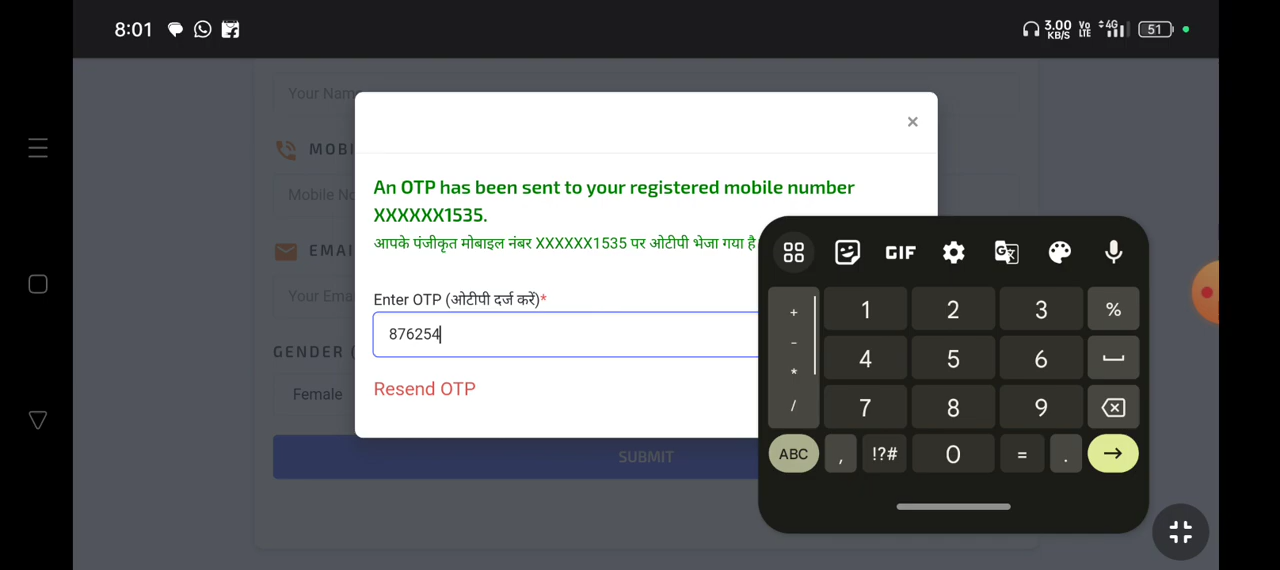 8:01
3.00 KB/S Vo LTE 4G 51
Your Name
×
MOBI
An OTP has been sent to your registered mobile number
XXXXXX1535.
Mobile No
आपके पंजीकृत मोबाइल नंबर XXXXXX1535 पर ओटीपी भेजा गया है
EMAI
Enter OTP (ओटीपी दर्ज करें)*
Your Ema
876254
GENDER (
Resend OTP
Female
SUBMIT
GIF
+ 1 2 3 %
- 4 5 6
*
/ 7 8 9
ABC , !?# 0 = . →